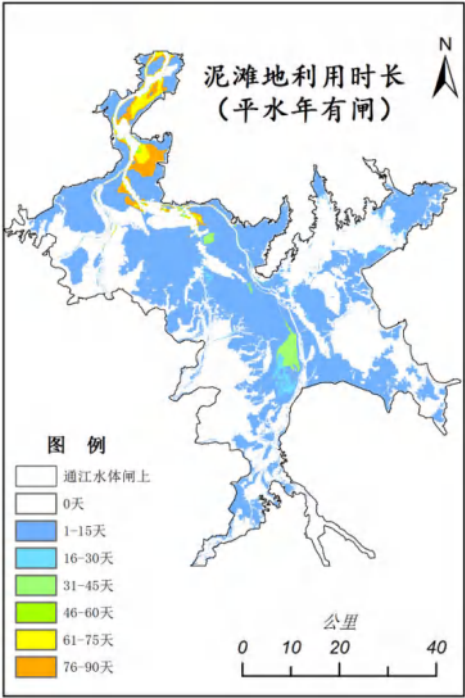 泥滩地利用时长
（平水年有闸）
N
图 例
通江水体闸上
0天
1-15天
16-30天
31-45天
46-60天
61-75天
76-90天
公里
0 10 20 40